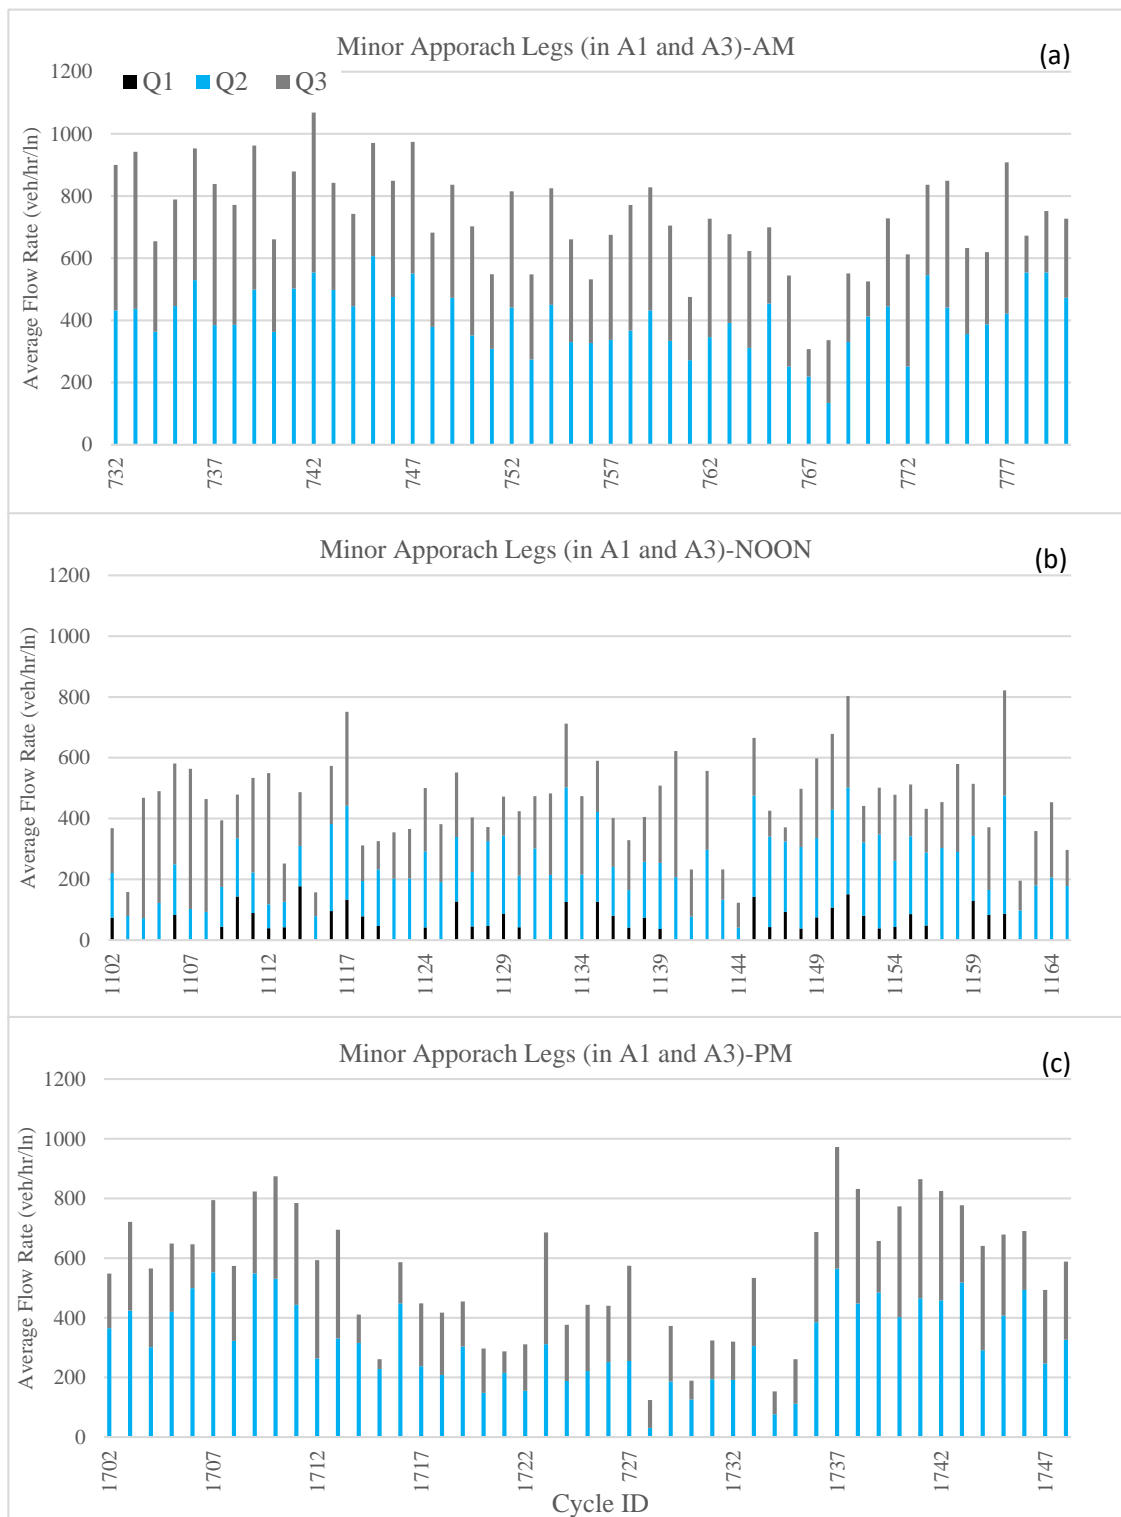 Minor Apporach Legs (in A1 and A3)-AM
(a)
Q1 Q2 Q3
Average Flow Rate (veh/hr/ln)
1200
1000
800
600
400
200
0
732 737 742 747 752 757 762 767 772 777
Minor Apporach Legs (in A1 and A3)-NOON
(b)
Average Flow Rate (veh/hr/ln)
1200
1000
800
600
400
200
0
1102 1107 1112 1117 1124 1129 1134 1139 1144 1149 1154 1159 1164
Minor Apporach Legs (in A1 and A3)-PM
(c)
Average Flow Rate (veh/hr/ln)
1200
1000
800
600
400
200
0
1702 1707 1712 1717 1722 727 1732 1737 1742 1747
Cycle ID